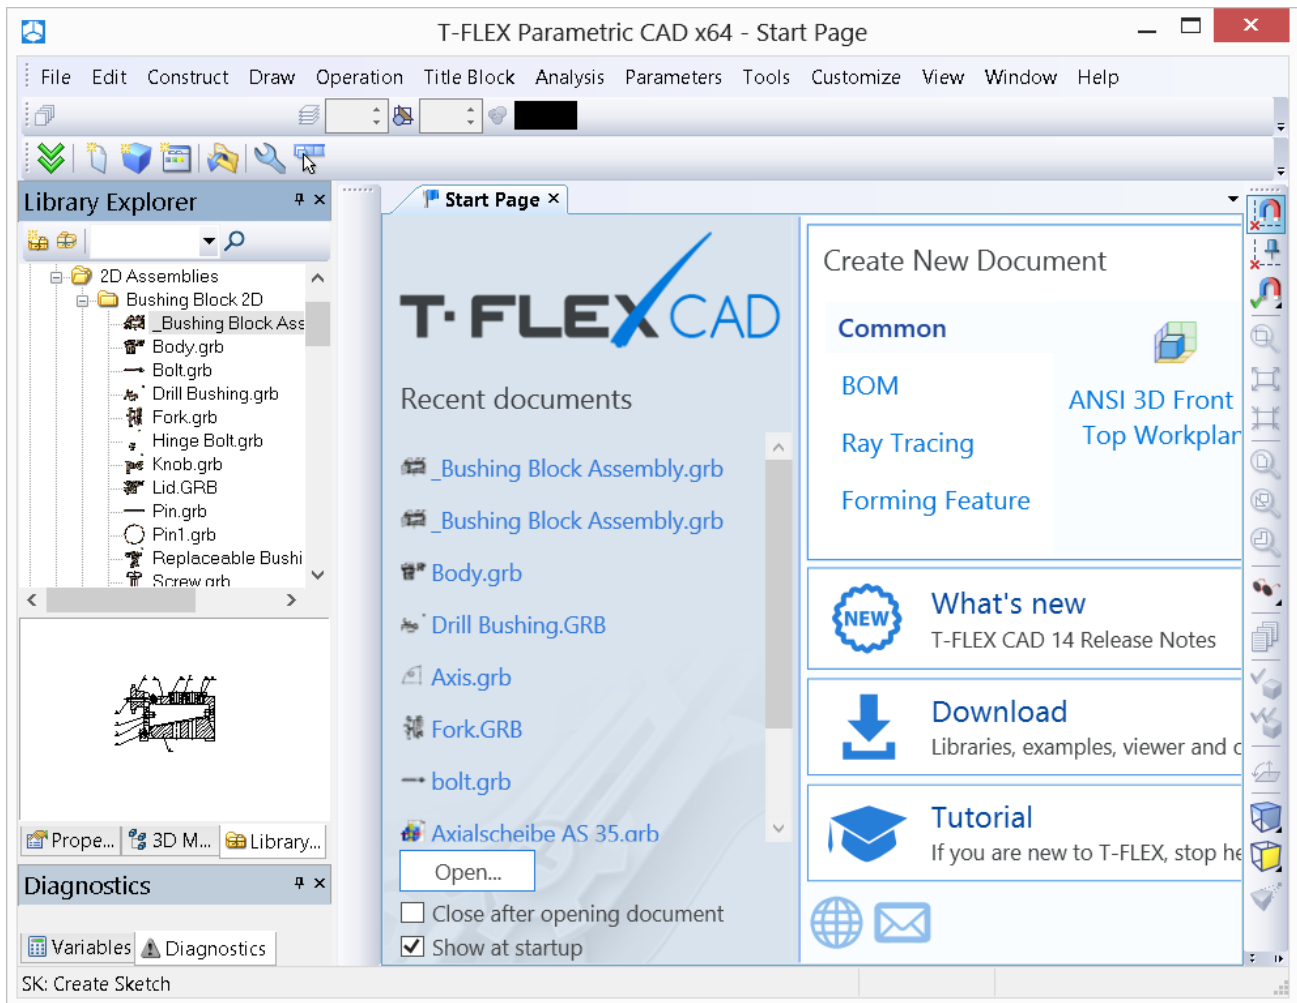 T-FLEX Parametric CAD x64 - Start Page
File Edit Construct Draw Operation Title Block Analysis Parameters Tools Customize View Window Help
Library Explorer
2D Assemblies
Bushing Block 2D
_Bushing Block Ass
Body.grb
Bolt.grb
Drill Bushing.grb
Fork.grb
Hinge Bolt.grb
Knob.grb
Lid.GRB
Pin.grb
Pin1.grb
Replaceable Bushi
Screw.grb
Prope... 3D M... Library...
Diagnostics
Variables Diagnostics
SK: Create Sketch
Start Page
T-FLEX CAD
Recent documents
_Bushing Block Assembly.grb
_Bushing Block Assembly.grb
Body.grb
Drill Bushing.GRB
Axis.grb
Fork.GRB
bolt.grb
Axialscheibe AS 35.grb
Open...
Close after opening document
Show at startup
Create New Document
Common
BOM
Ray Tracing
Forming Feature
ANSI 3D Front
Top Workplan
NEW
What's new
T-FLEX CAD 14 Release Notes
Download
Libraries, examples, viewer and
Tutorial
If you are new to T-FLEX, stop he